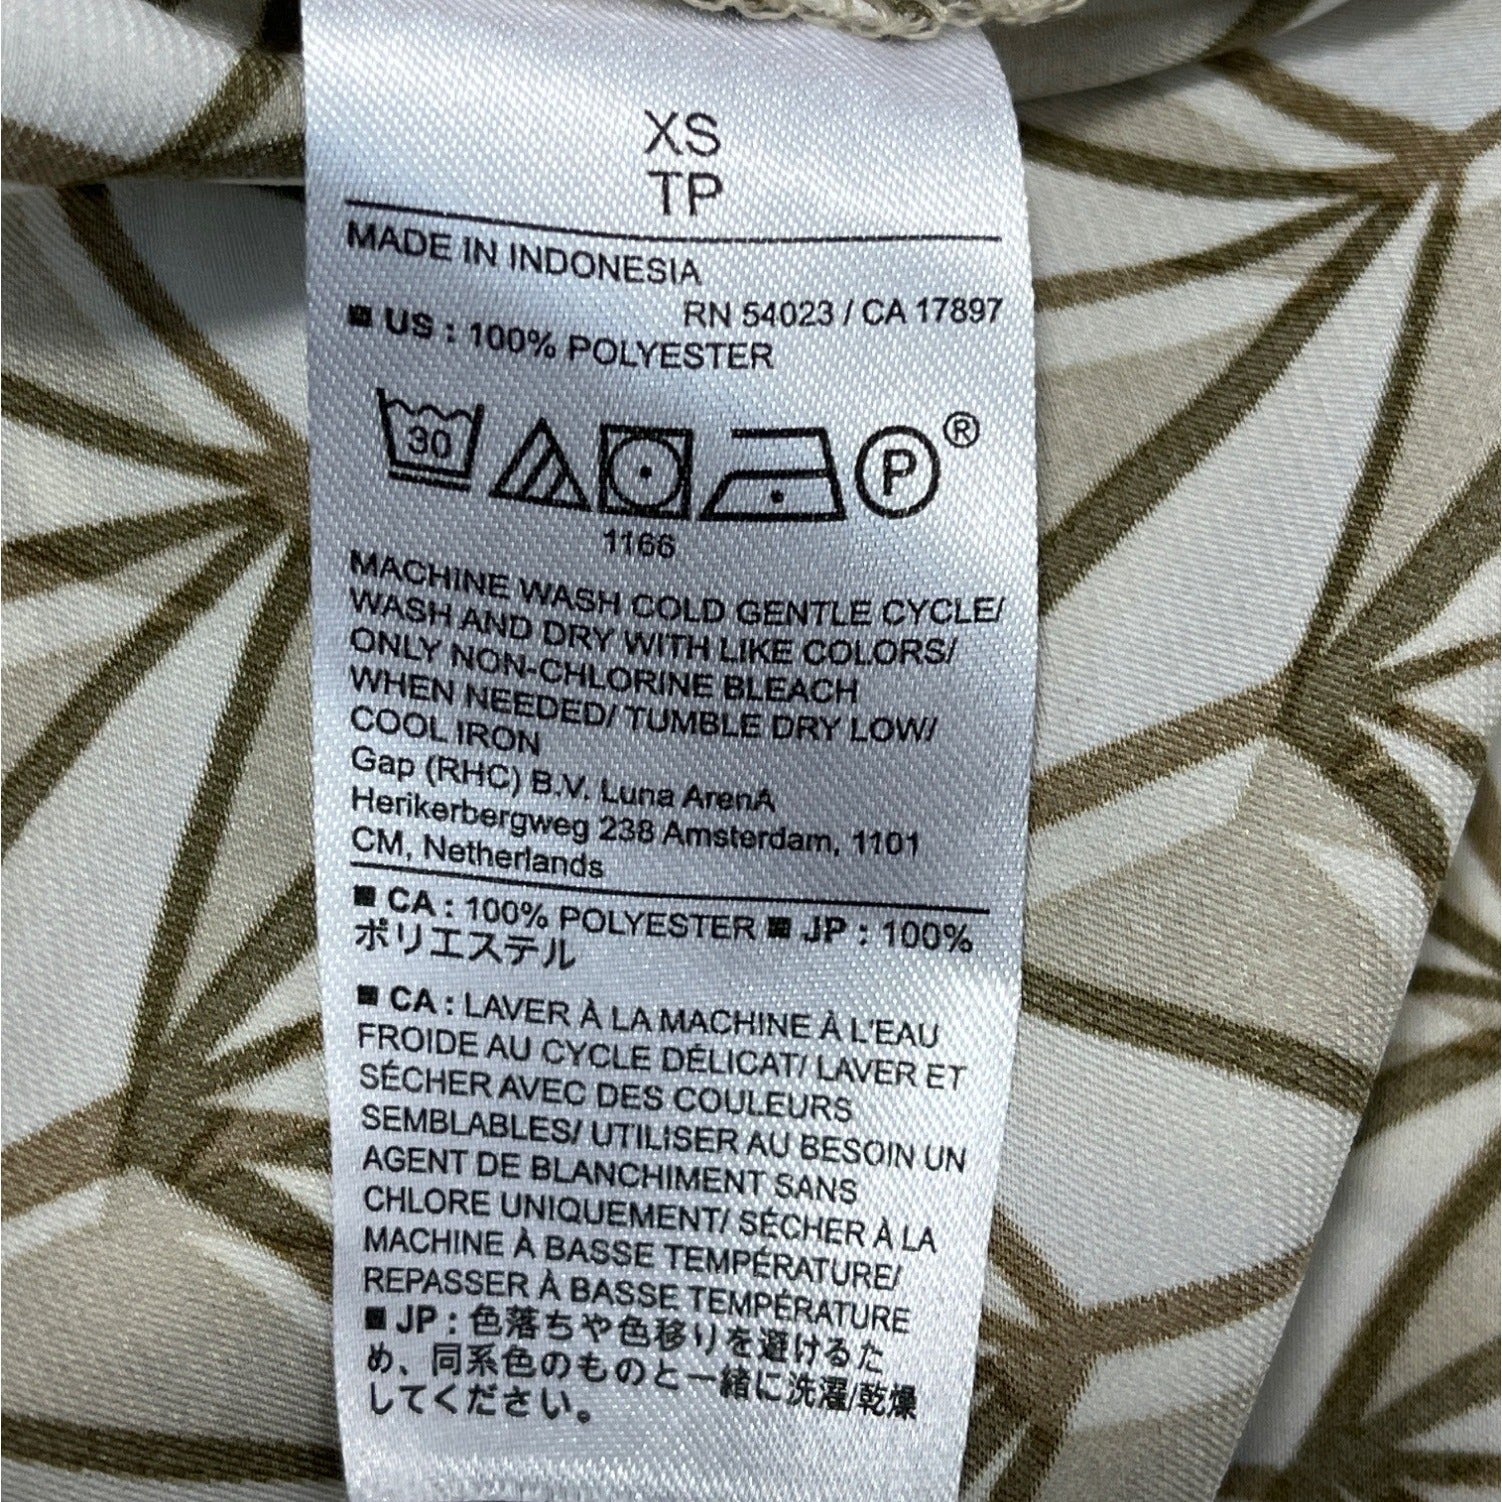 XS
TP
MADE IN INDONESIA
RN 54023 / CA 17897
■ US : 100% POLYESTER
30
P ®
1166
MACHINE WASH COLD GENTLE CYCLE/
WASH AND DRY WITH LIKE COLORS/
ONLY NON-CHLORINE BLEACH
WHEN NEEDED/ TUMBLE DRY LOW/
COOL IRON
Gap (RHC) B.V. Luna ArenA
Herikerbergweg 238 Amsterdam, 1101
CM, Netherlands
■ CA : 100% POLYESTER ■ JP : 100%
ポリエステル
■ CA : LAVER À LA MACHINE À L'EAU
FROIDE AU CYCLE DÉLICAT/ LAVER ET
SÉCHER AVEC DES COULEURS
SEMBLABLES/ UTILISER AU BESOIN UN
AGENT DE BLANCHIMENT SANS
CHLORE UNIQUEMENT/ SÉCHER À LA
MACHINE À BASSE TEMPÉRATURE/
REPASSER À BASSE TEMPÉRATURE
■ JP : 色落ちや色移りを避けるた
め、同系色のものと一緒に洗濯/乾燥
してください。